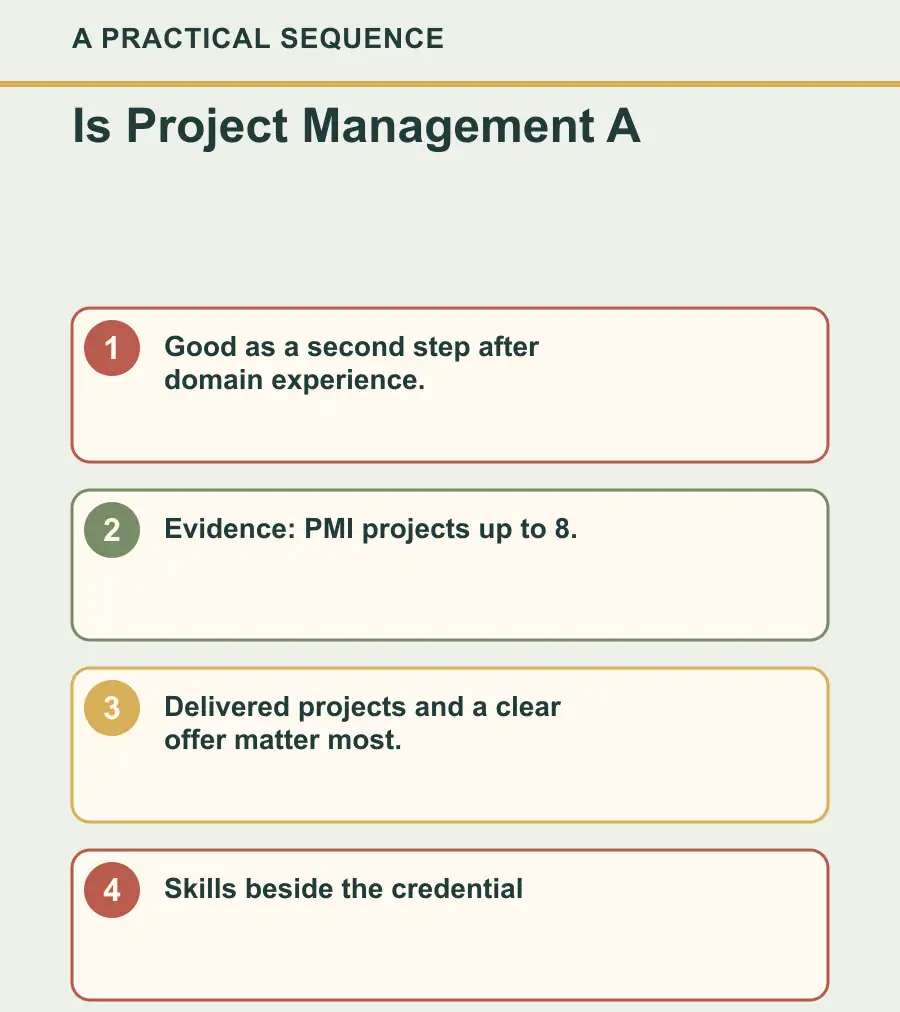 A PRACTICAL SEQUENCE
Is Project Management A
1
Good as a second step after
domain experience.
2
Evidence: PMI projects up to 8.
3
Delivered projects and a clear
offer matter most.
4
Skills beside the credential